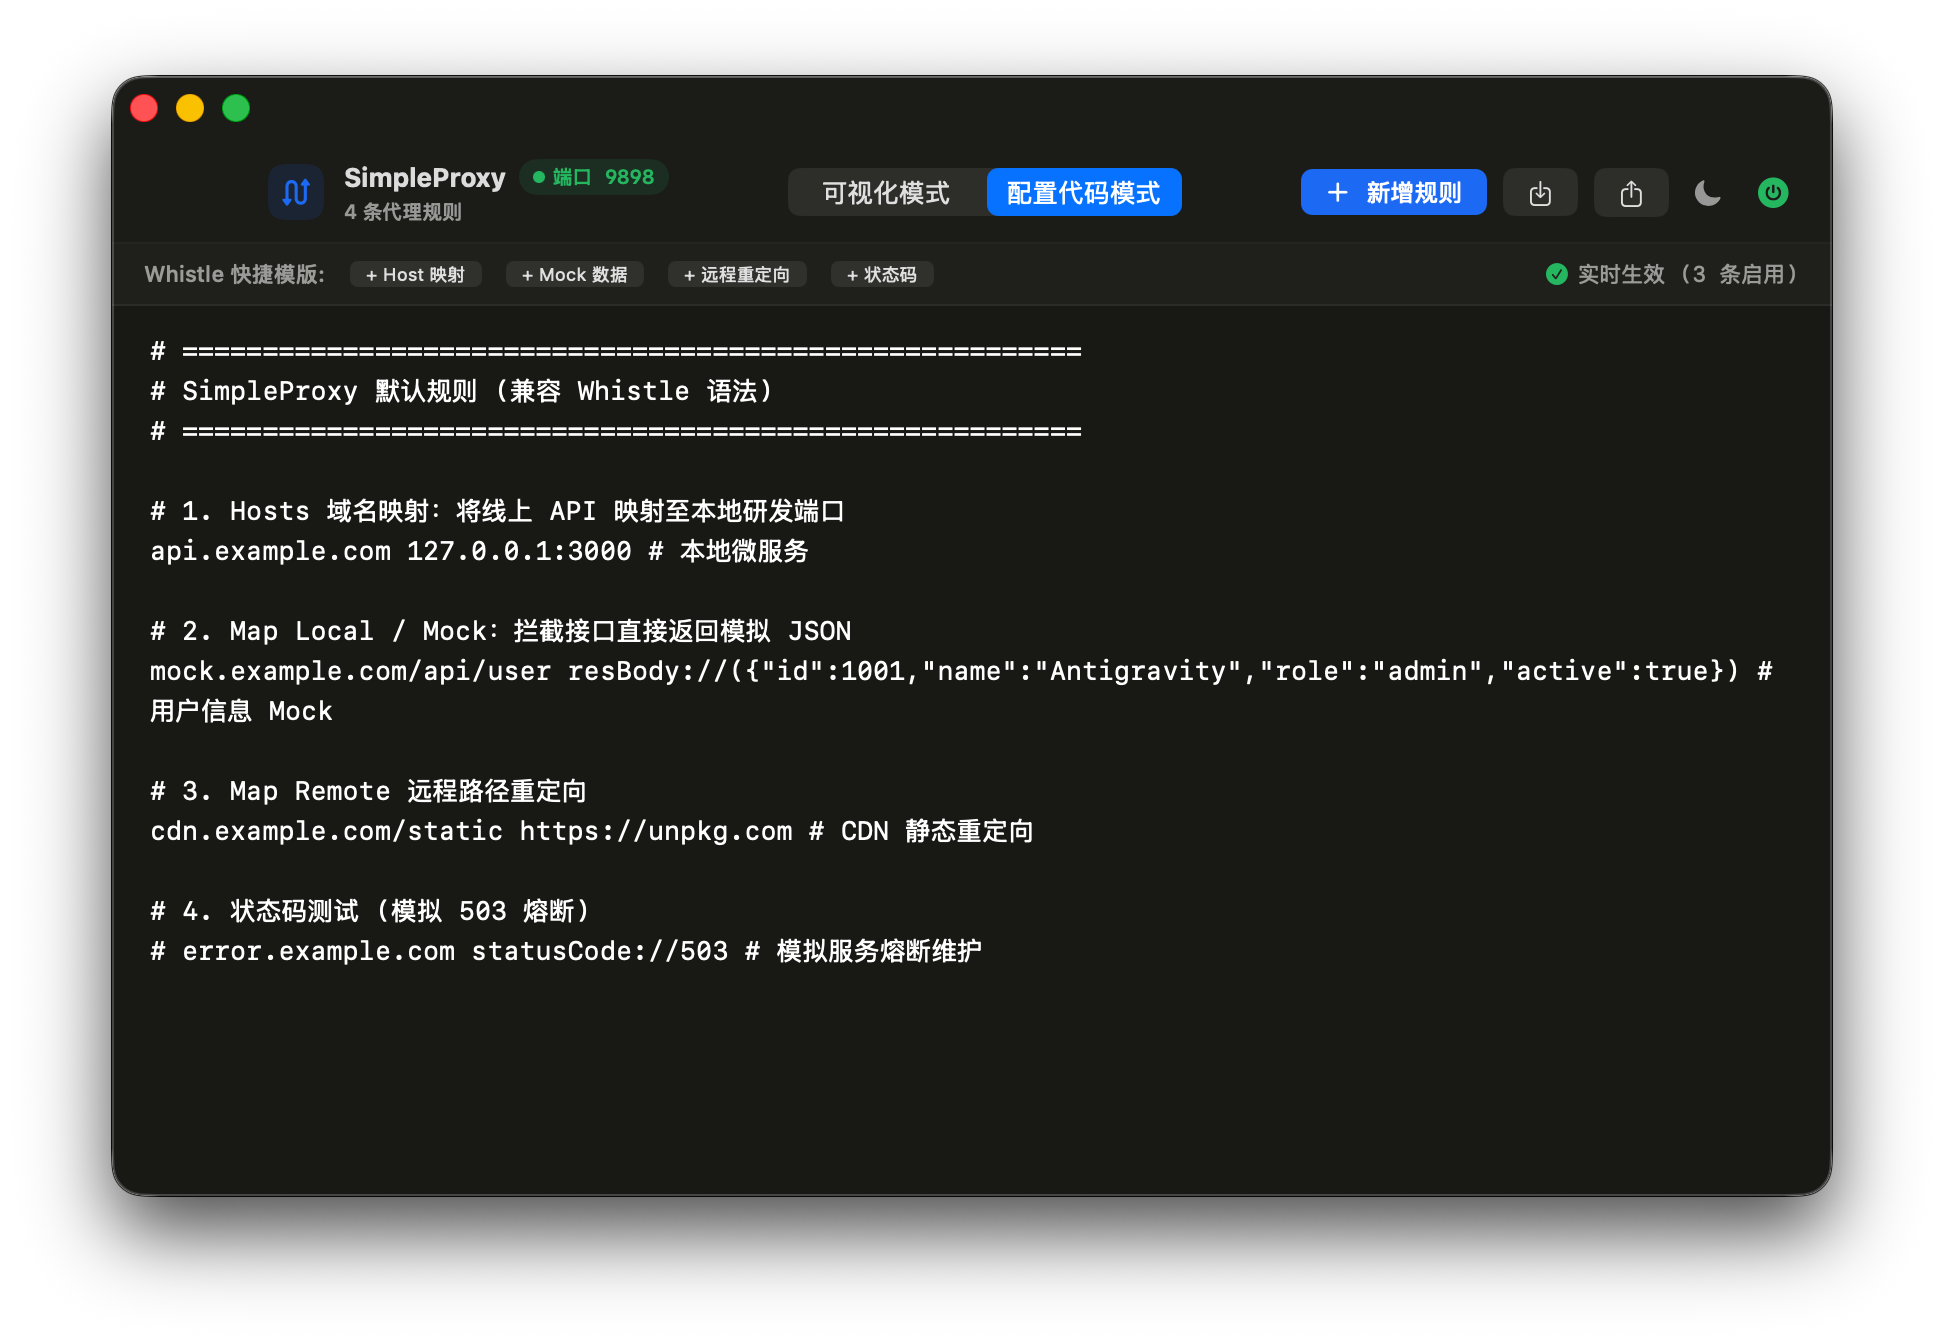 SimpleProxy
端口 9898
4 条代理规则
可视化模式
配置代码模式
+ 新增规则
Whistle 快捷模版:
+ Host 映射
+ Mock 数据
+ 远程重定向
+ 状态码
实时生效 (3 条启用)
# ========================================================
# SimpleProxy 默认规则 (兼容 Whistle 语法)
# ========================================================
# 1. Hosts 域名映射: 将线上 API 映射至本地研发端口
api.example.com 127.0.0.1:3000 # 本地微服务
# 2. Map Local / Mock: 拦截接口直接返回模拟 JSON
mock.example.com/api/user resBody://({"id":1001,"name":"Antigravity","role":"admin","active":true}) #
用户信息 Mock
# 3. Map Remote 远程路径重定向
cdn.example.com/static https://unpkg.com # CDN 静态重定向
# 4. 状态码测试 (模拟 503 熔断)
# error.example.com statusCode://503 # 模拟服务熔断维护